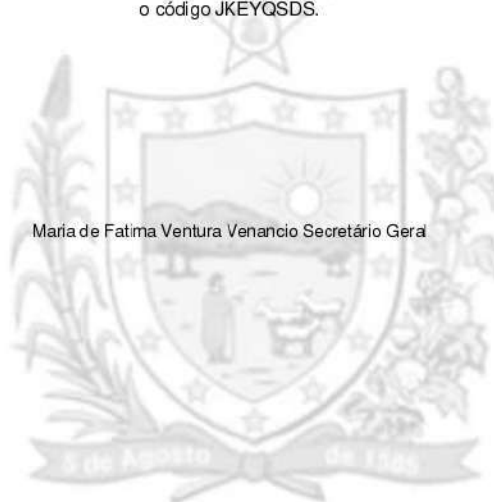 o código JKEYQSDS.
Maria de Fatima Ventura Venancio Secretário Geral
5 de Agosto de 1585